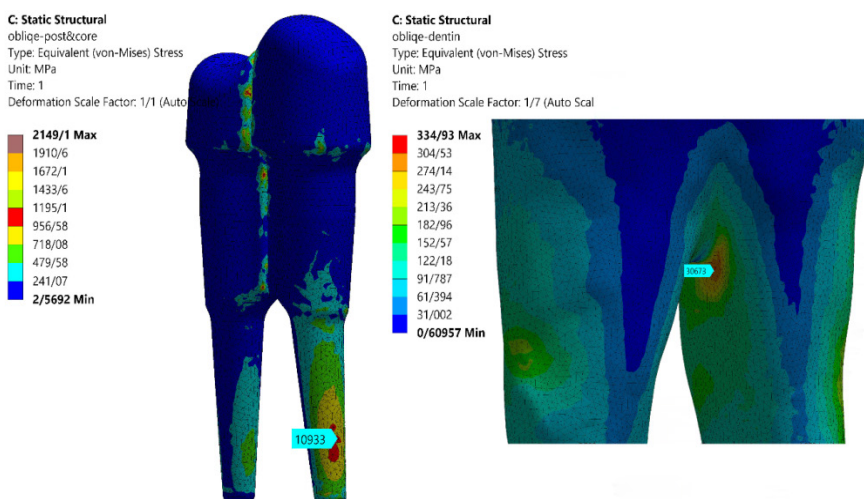 C: Static Structural
obliqe-post&core
Type: Equivalent (von-Mises) Stress
Unit: MPa
Time: 1
Deformation Scale Factor: 1/1 (Auto
2149/1 Max
1910/6
1672/1
1433/6
1195/1
956/58
718/08
479/58
241/07
2/5692 Min
10933
C: Static Structural
obliqe-dentin
Type: Equivalent (von-Mises) Stress
Unit: MPa
Time: 1
Deformation Scale Factor: 1/7 (Auto Scal
334/93 Max
304/53
274/14
243/75
213/36
182/96
152/57
122/18
91/787
61/394
31/002
0/60957 Min
30673